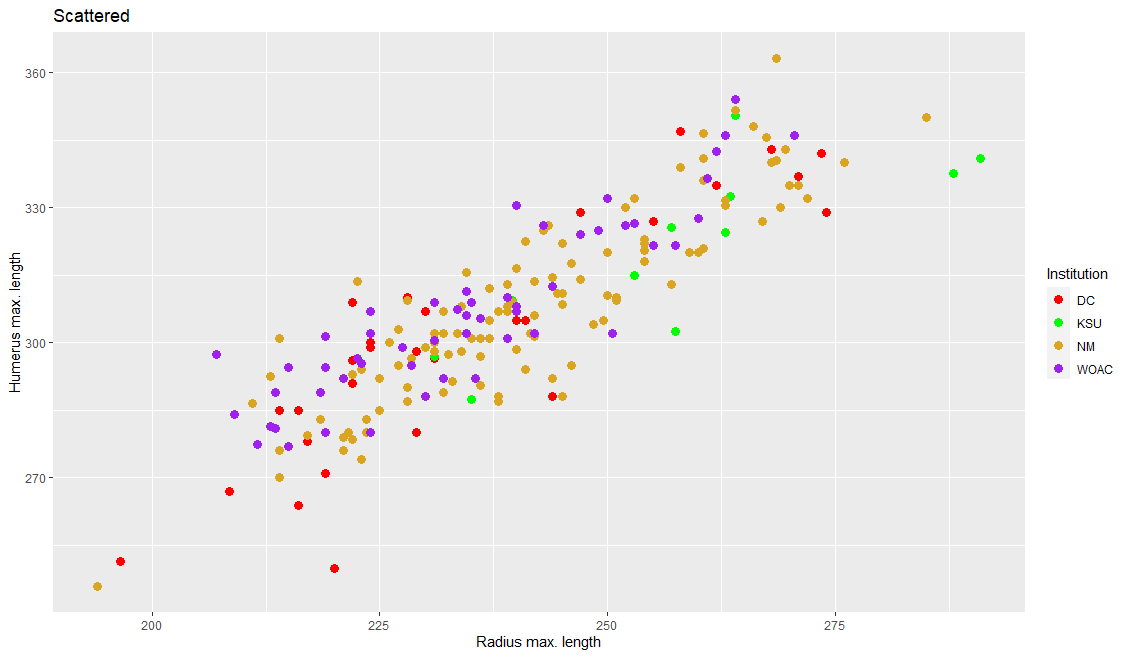 Scattered
Humerus max. length
360
330
300
270
200 225 250 275
Radius max. length
Institution
DC
KSU
NM
WOAC